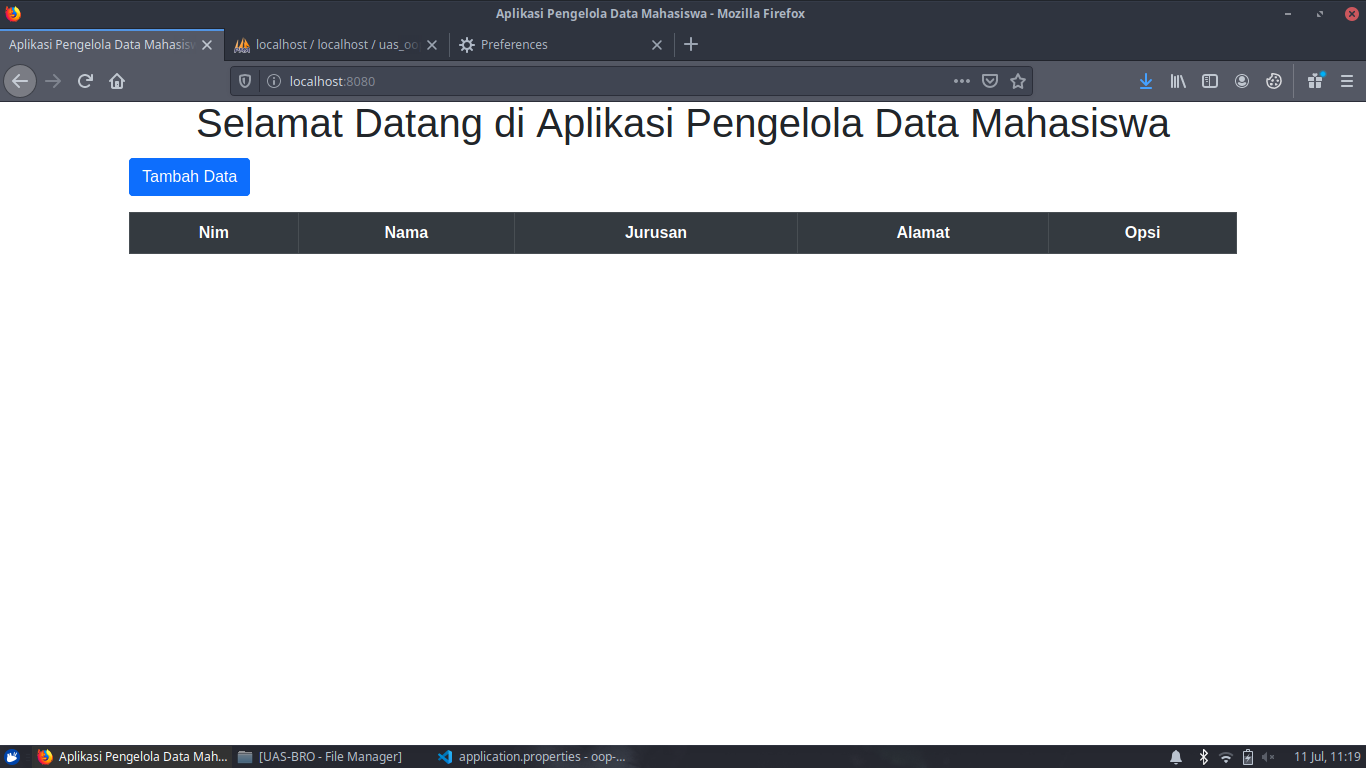 Aplikasi Pengelola Data Mahasiswa - Mozilla Firefox
Aplikasi Pengelola Data Mahasis
localhost / localhost / uas_oo
Preferences
localhost:8080
Selamat Datang di Aplikasi Pengelola Data Mahasiswa
Tambah Data
Nim Nama Jurusan Alamat Opsi
Aplikasi Pengelola Data Mah...
[UAS-BRO - File Manager]
application.properties - oop-...
11 Jul, 11:19